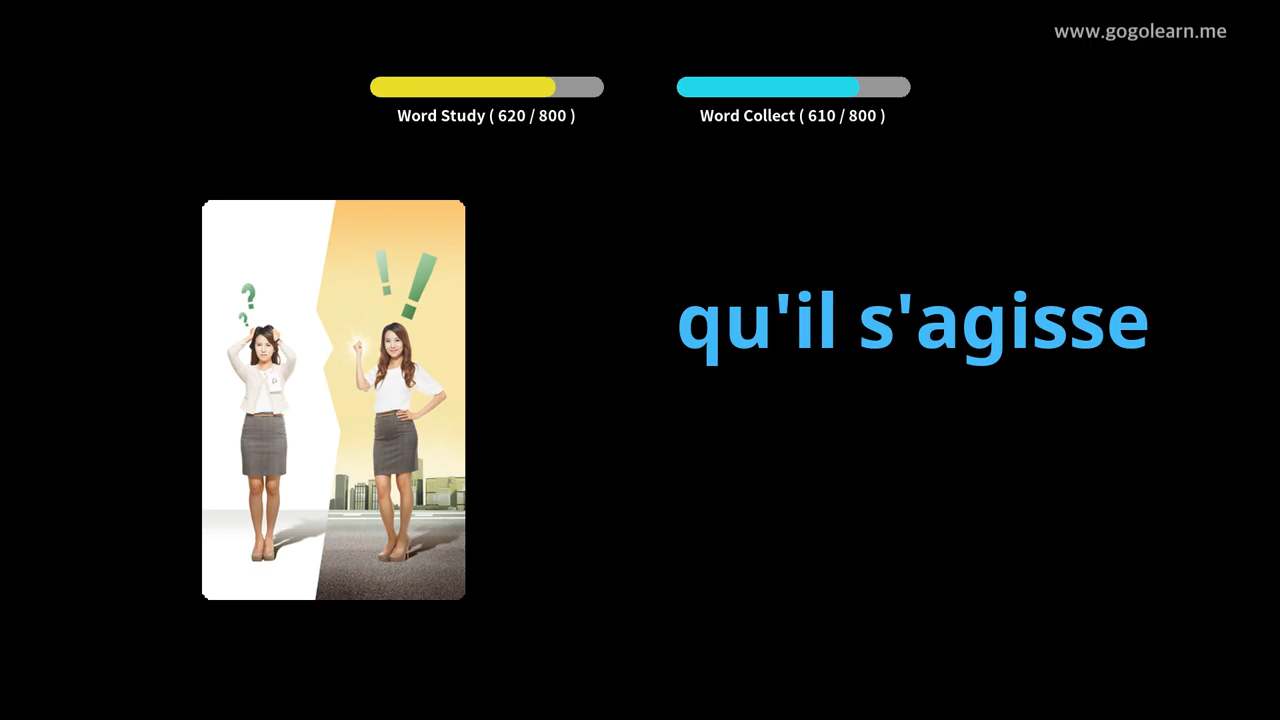 www.gogolearn.me
Word Study ( 620 / 800 )
Word Collect ( 610 / 800 )
? ?
! !
qu'il s'agisse